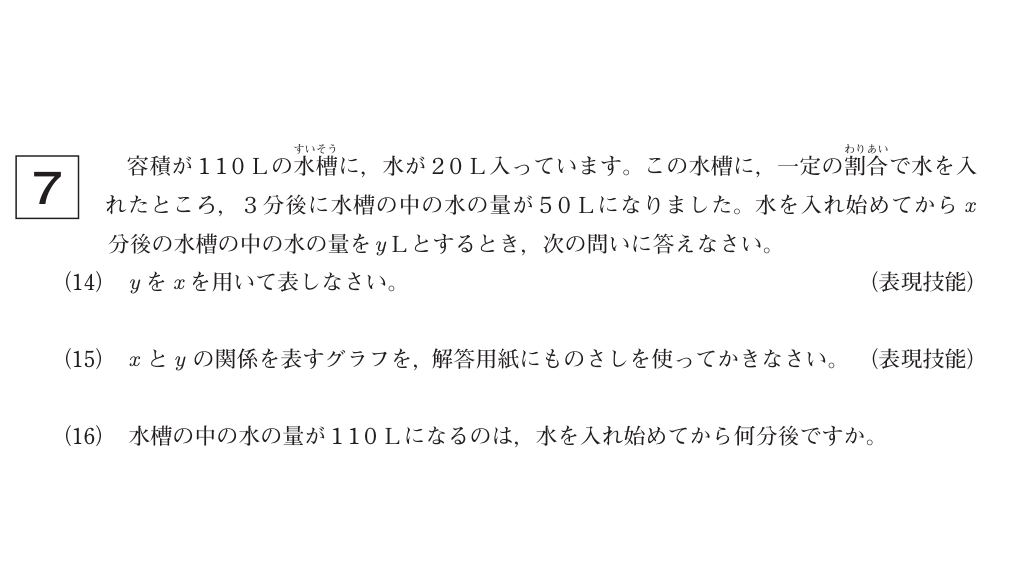 7
容積が１１０Ｌの水槽に，水が２０Ｌ入っています。この水槽に，一定の割合で水を入
すいそう わりあい
れたところ，３分後に水槽の中の水の量が５０Ｌになりました。水を入れ始めてから x
分後の水槽の中の水の量を y Ｌとするとき，次の問いに答えなさい。
(14) y を x を用いて表しなさい。 （表現技能）
(15) x と y の関係を表すグラフを，解答用紙にものさしを使ってかきなさい。 （表現技能）
(16) 水槽の中の水の量が１１０Ｌになるのは，水を入れ始めてから何分後ですか。